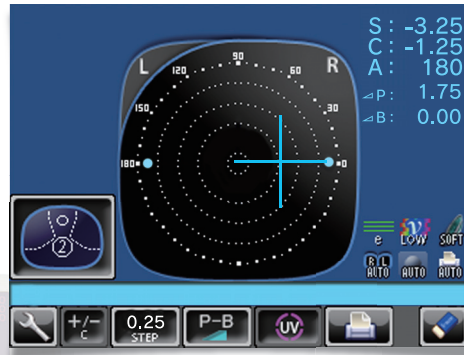 S: -3.25
C: -1.25
A: 180
⊿P: 1.75
⊿B: 0.00
L
R
90
120
60
150
30
180
0
2
e
LOW
SOFT
R L
AUTO
AUTO
AUTO
+/-
C
0.25
STEP
P-B
UV